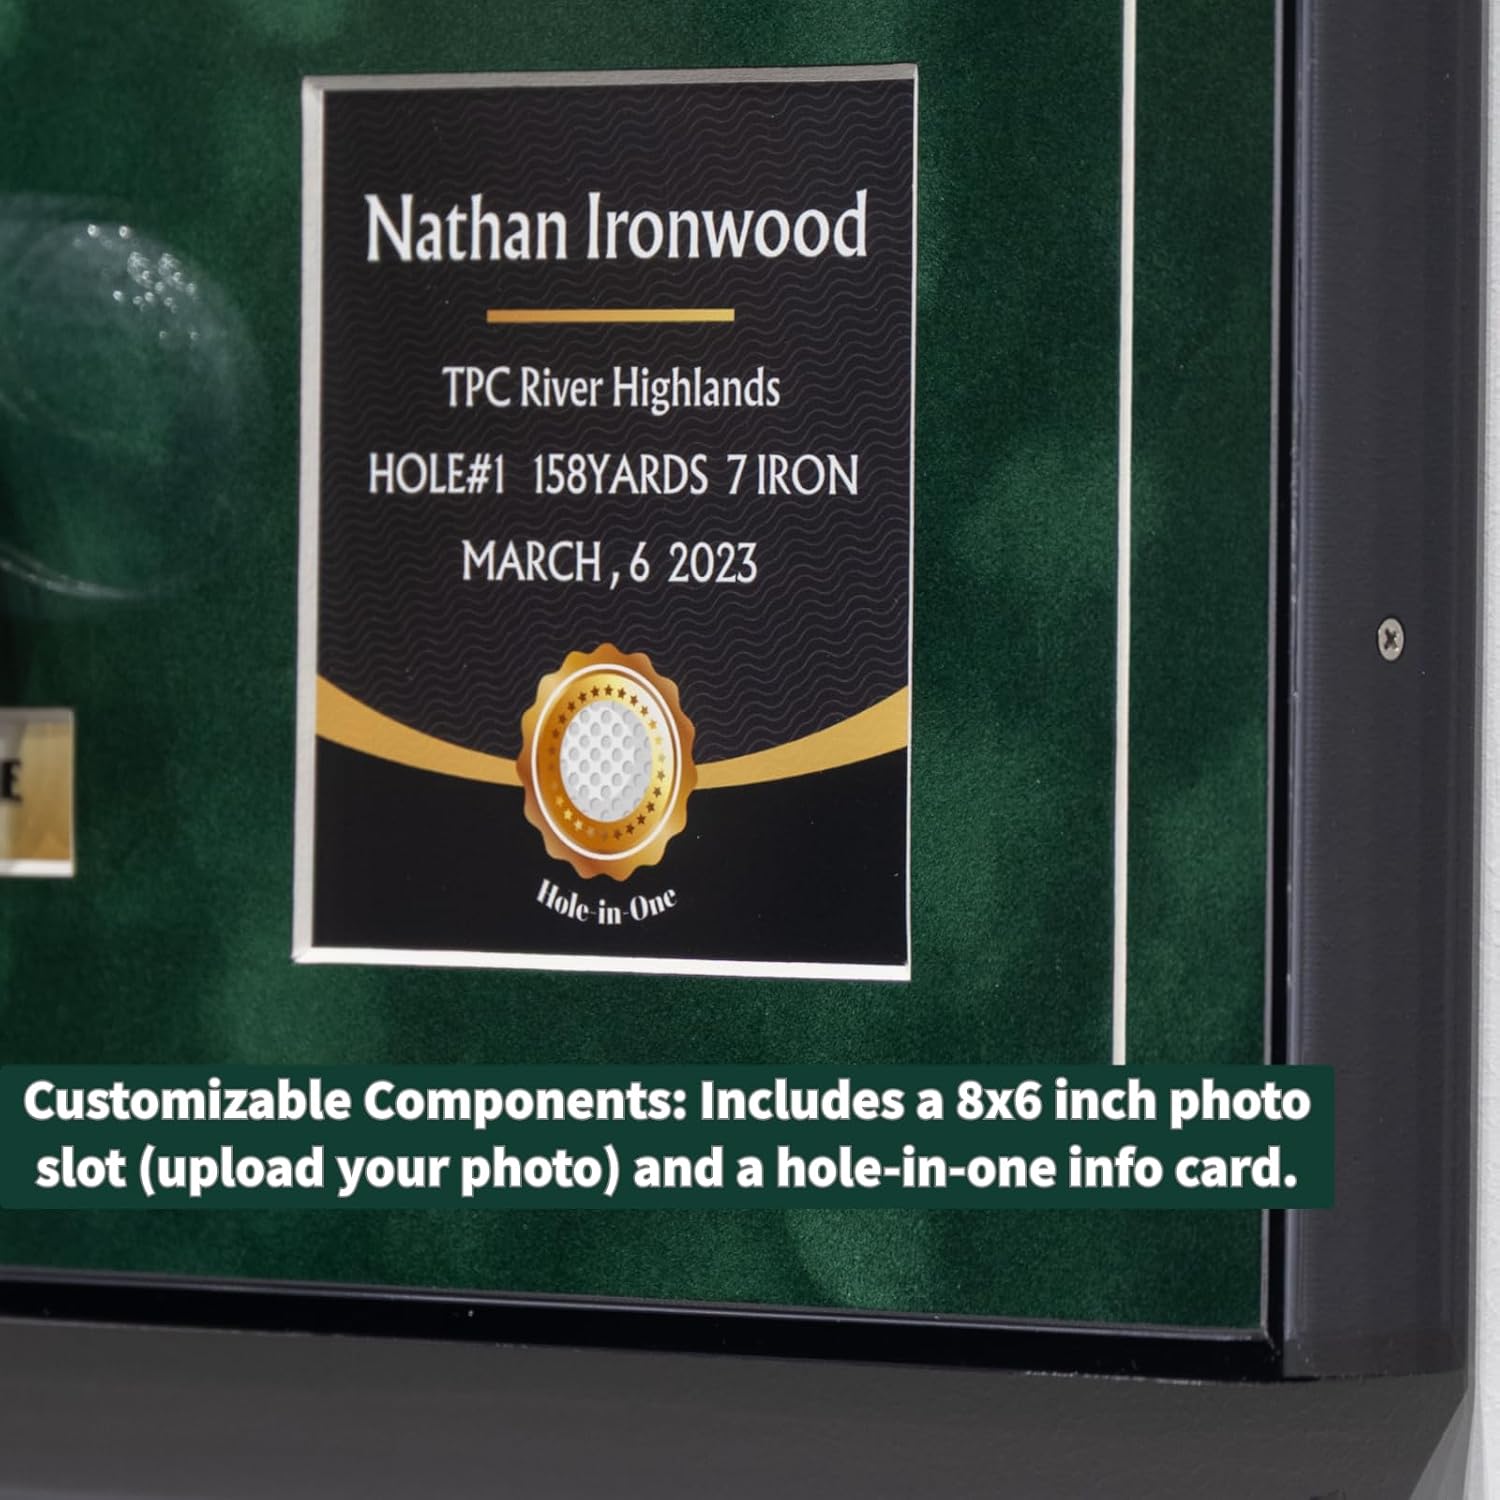 Nathan Ironwood
TPC River Highlands
HOLE#1 158YARDS 7 IRON
MARCH , 6 2023
E
Hole-in-One
Customizable Components: Includes a 8x6 inch photo
slot (upload your photo) and a hole-in-one info card.